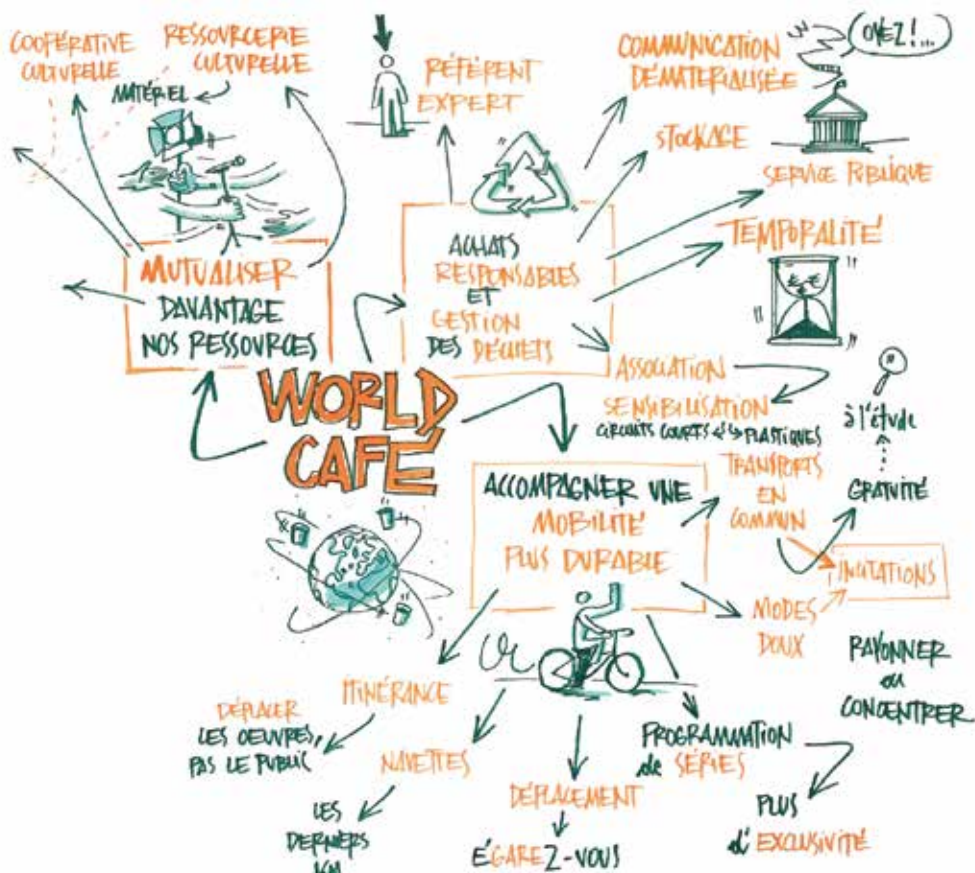 COOPÉRATIVE
CULTURELLE
RESSOURCERIE
CULTURELLE
MATÉRIEL
MUTUALISER
DAVANTAGE
NOS RESSOURCES
RÉFÉRENT
EXPERT
COMMUNICATION
DÉMATERIALISÉE
OYEZ!...
STOCKAGE
SERVICE PUBLIQUE
TEMPORALITÉ
ACHATS
RESPONSABLES
ET
GESTION
DES DÉCHETS
ASSOCIATION
SENSIBILISATION
CIRCUITS COURTS <-> PLASTIQUES
WORLD
CAFÉ
ACCOMPAGNER UNE
MOBILITÉ
PLUS DURABLE
TRANSPORTS
EN
COMMUN
à l'étude
GRATUITÉ
INCITATIONS
MODES
DOUX
RAYONNER
ou
CONCENTRER
ITINÉRANCE
DÉPLACER
LES OEUVRES,
PAS LE PUBLIC
NAVETTES
LES
DERNIERS
KM
DÉPLACEMENT
ÉGAREZ-VOUS
PROGRAMMATION
de SÉRIES
PLUS
d'EXCLUSIVITÉ